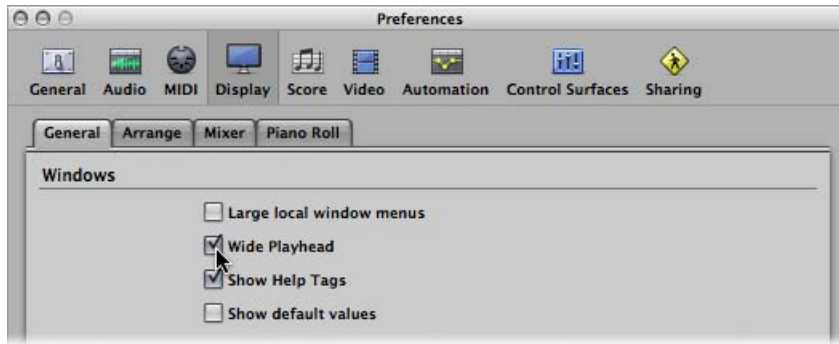 Preferences
General Audio MIDI Display Score Video Automation Control Surfaces Sharing
General Arrange Mixer Piano Roll
Windows
Large local window menus
Wide Playhead
Show Help Tags
Show default values